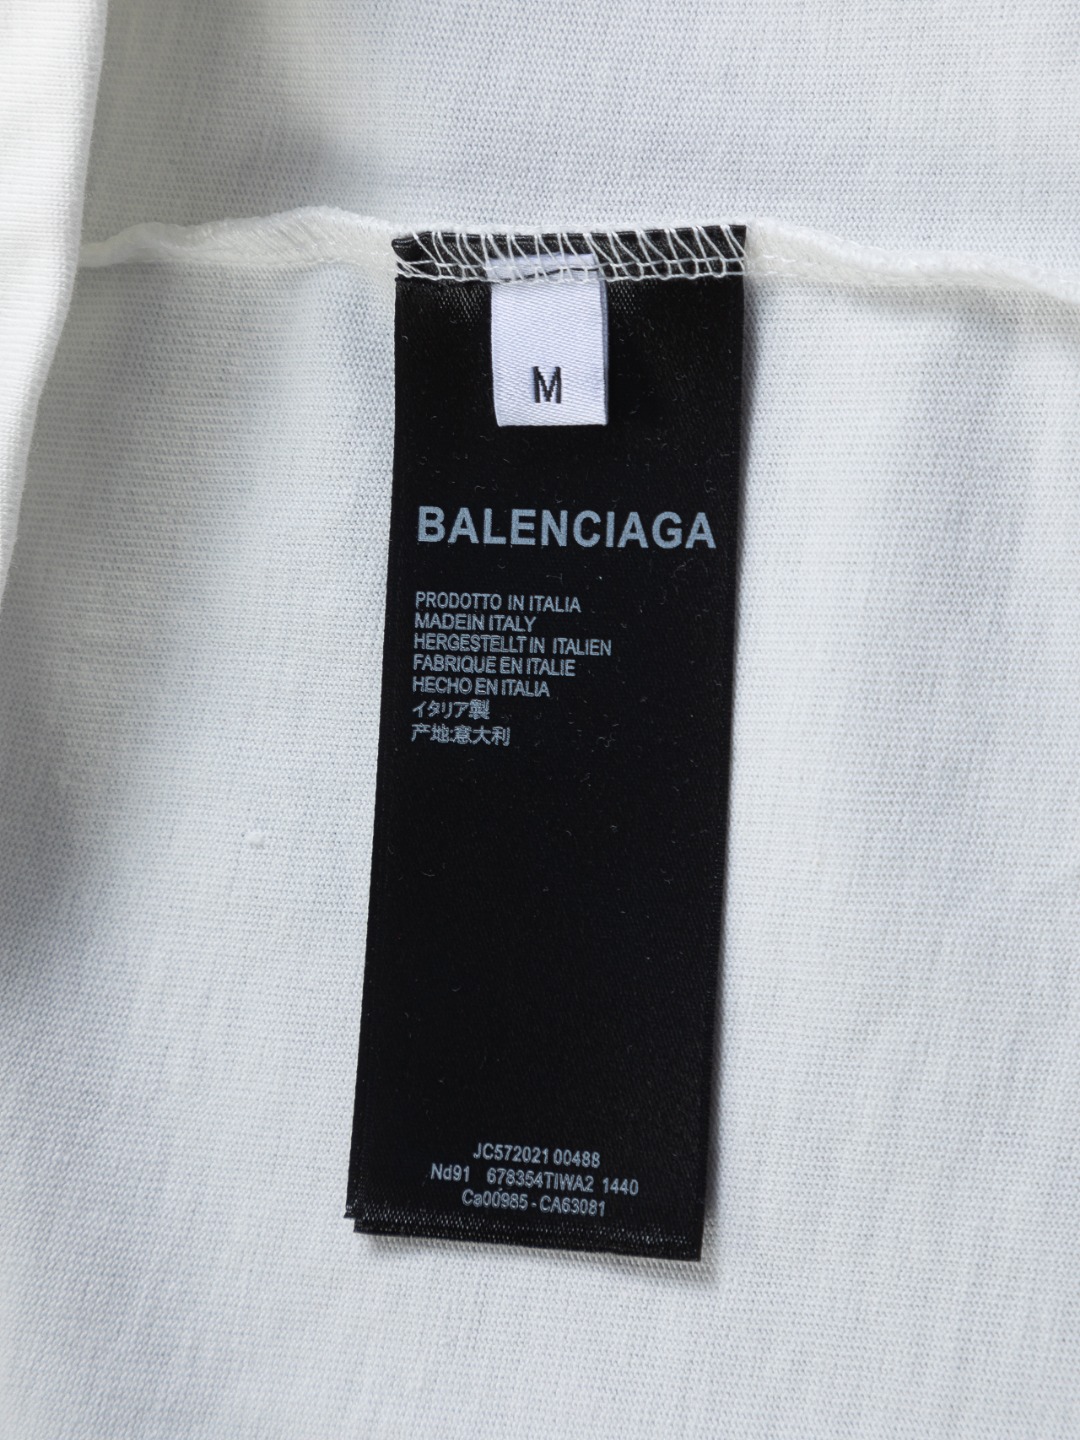 M
BALENCIAGA
PRODOTTO IN ITALIA
MADEIN ITALY
HERGESTELLT IN ITALIEN
FABRIQUE EN ITALIE
HECHO EN ITALIA
イタリア製
产地:意大利
JC572021 00488
Nd91 678354TIWA2 1440
Ca00985 - CA63081